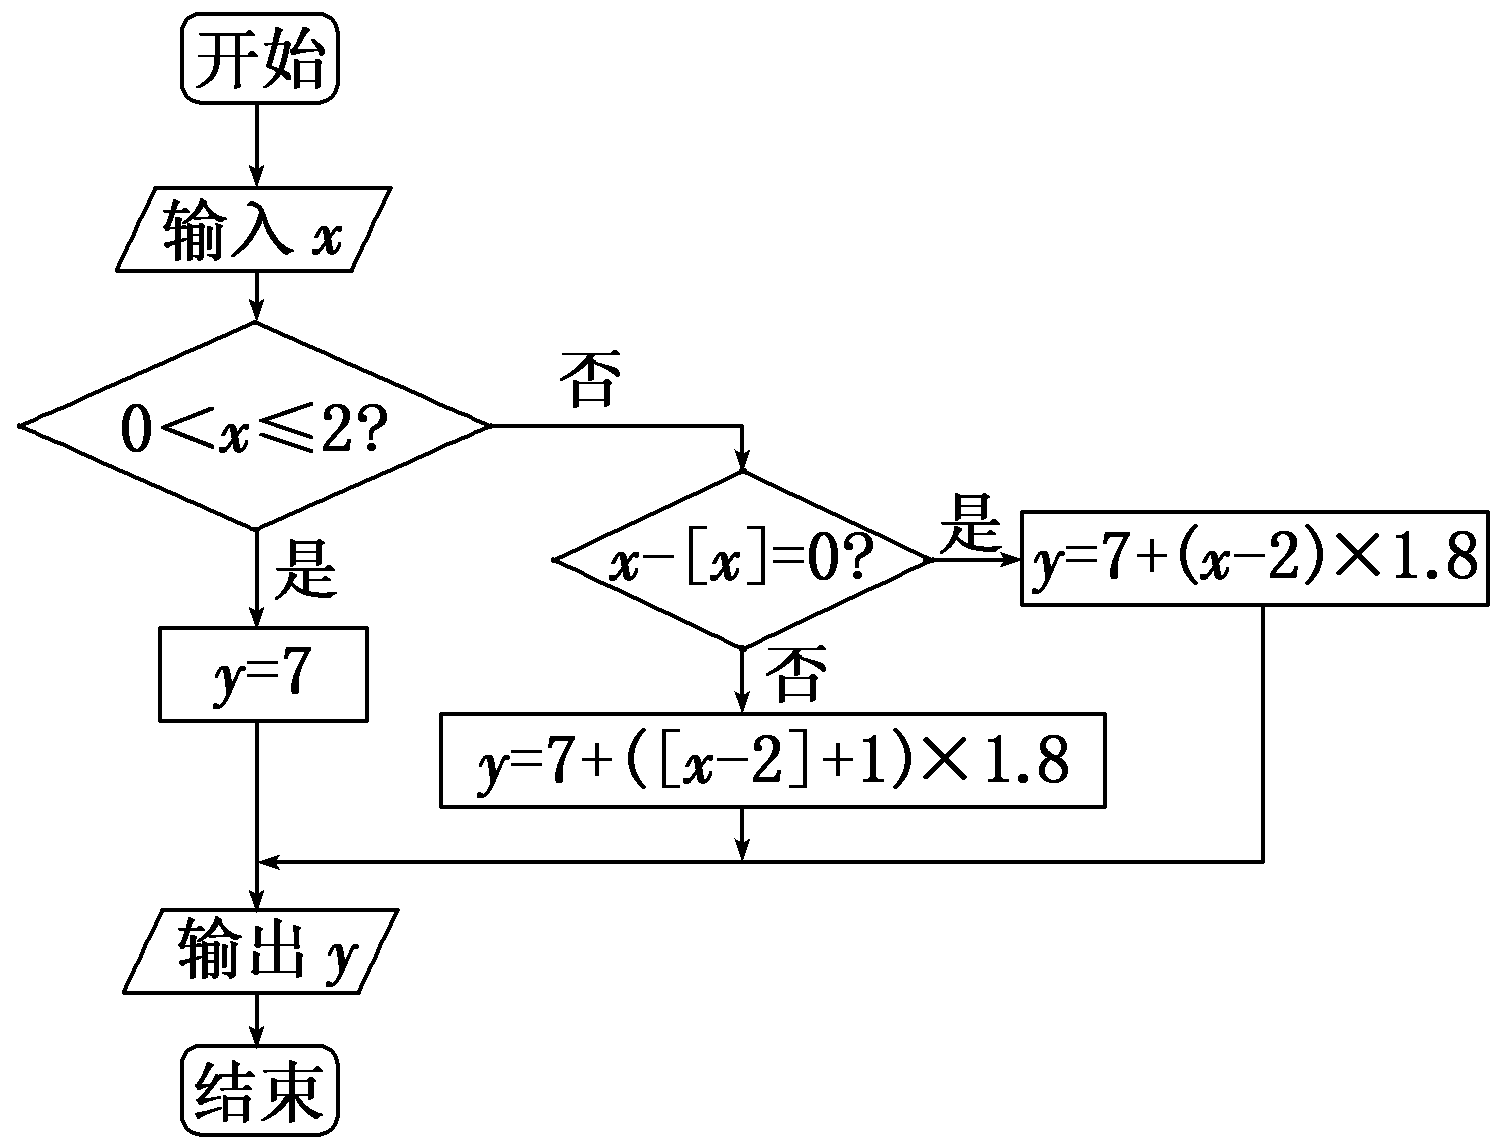 开始
输入 x
0<x≤2?
否
是
x-[x]=0?
是
y=7+(x-2)×1.8
y=7
否
y=7+([x-2]+1)×1.8
输出 y
结束